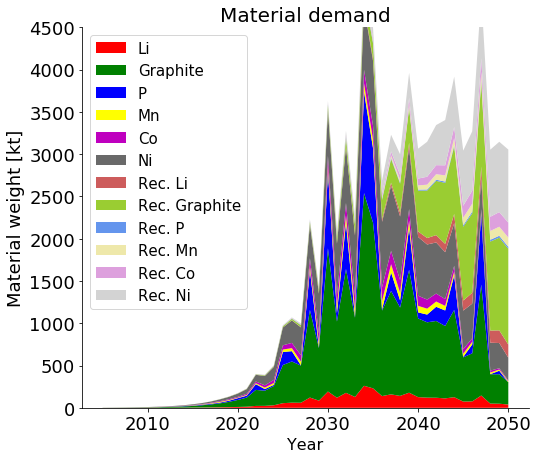 Material demand
Material weight [kt]
4500
4000
3500
3000
2500
2000
1500
1000
500
0
Li
Graphite
P
Mn
Co
Ni
Rec. Li
Rec. Graphite
Rec. P
Rec. Mn
Rec. Co
Rec. Ni
2010 2020 2030 2040 2050
Year